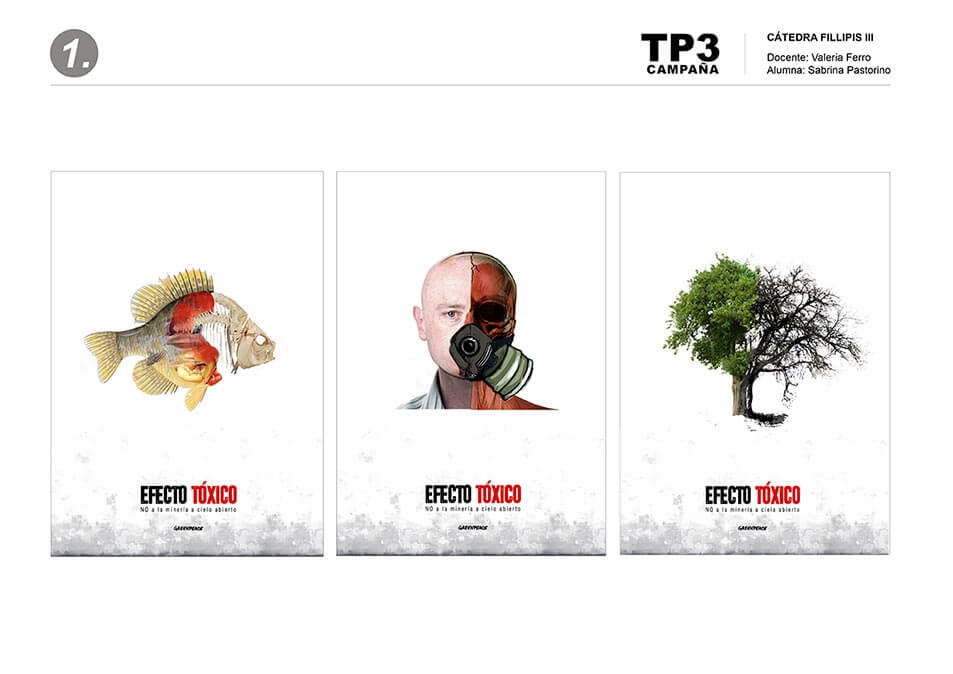 1.
TP3
CAMPAÑA
CÁTEDRA FILLIPIS III
Docente: Valeria Ferro
Alumna: Sabrina Pastorino
EFECTO TÓXICO
NO a la minería a cielo abierto
GREENPEACE
EFECTO TÓXICO
NO a la minería a cielo abierto
GREENPEACE
EFECTO TÓXICO
NO a la minería a cielo abierto
GREENPEACE